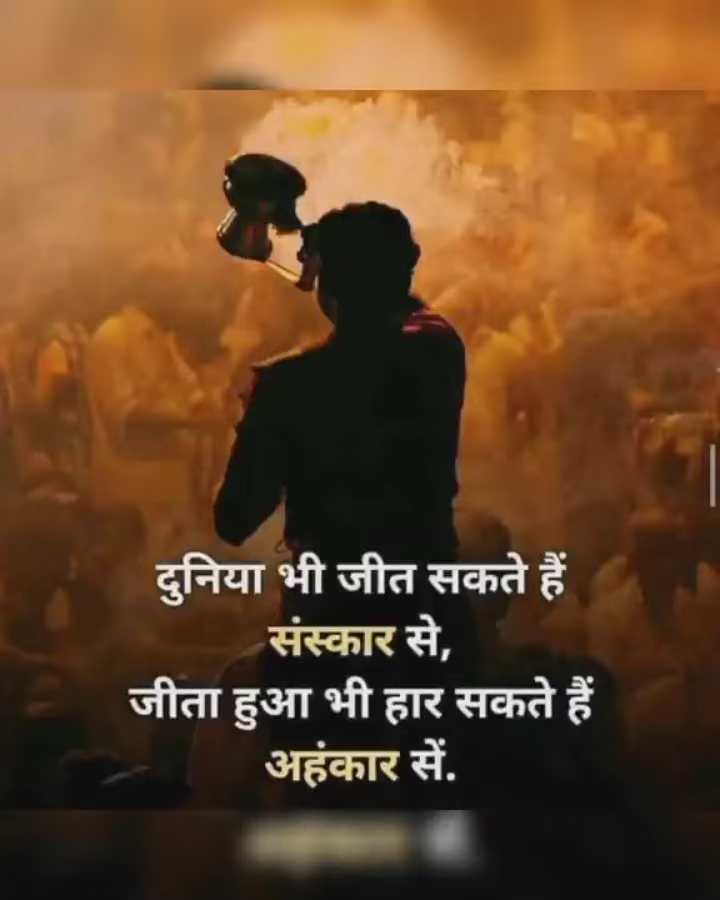 दुनिया भी जीत सकते हैं
संस्कार से,
जीता हुआ भी हार सकते हैं
अहंकार सें.